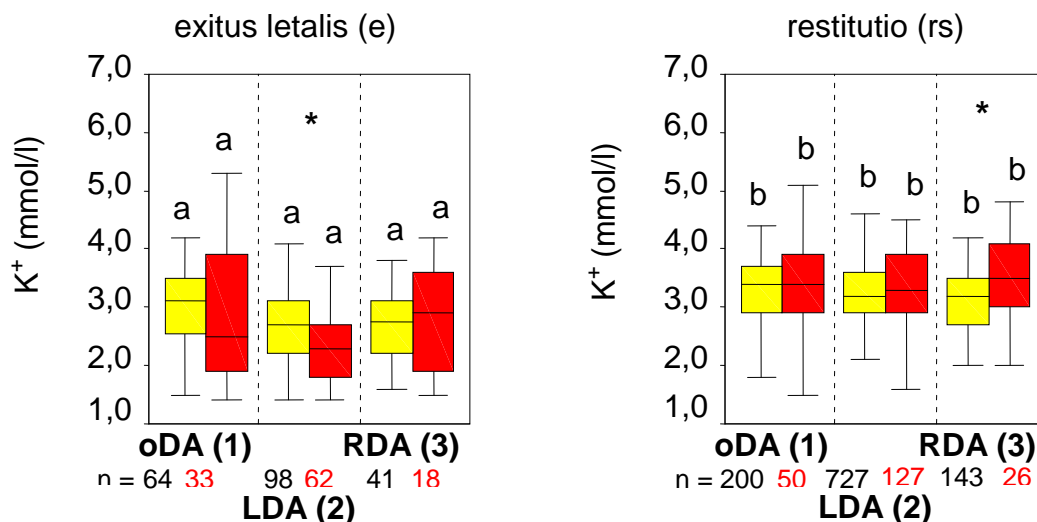 exitus letalis (e)
7,0
6,0
5,0
4,0
3,0
2,0
1,0
K+ (mmol/l)
a a * a a a a
oDA (1) RDA (3)
n = 64 33 98 62 41 18
LDA (2)
restitutio (rs)
7,0
6,0
5,0
4,0
3,0
2,0
1,0
K+ (mmol/l)
b b b b * b b
oDA (1) RDA (3)
n = 200 50 727 127 143 26
LDA (2)